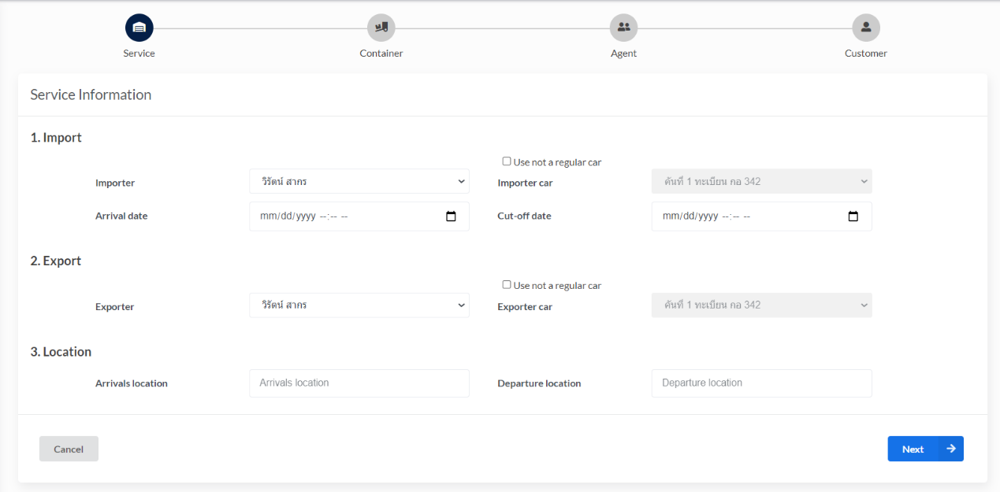 Service
Container
Agent
Customer
Service Information
1. Import
Use not a regular car
Importer
วิรัตน์ สากร
Importer car
คันที่ 1 ทะเบียน กอ 342
Arrival date
mm/dd/yyyy --:-- --
Cut-off date
mm/dd/yyyy --:-- --
2. Export
Use not a regular car
Exporter
วิรัตน์ สากร
Exporter car
คันที่ 1 ทะเบียน กอ 342
3. Location
Arrivals location
Arrivals location
Departure location
Departure location
Cancel
Next